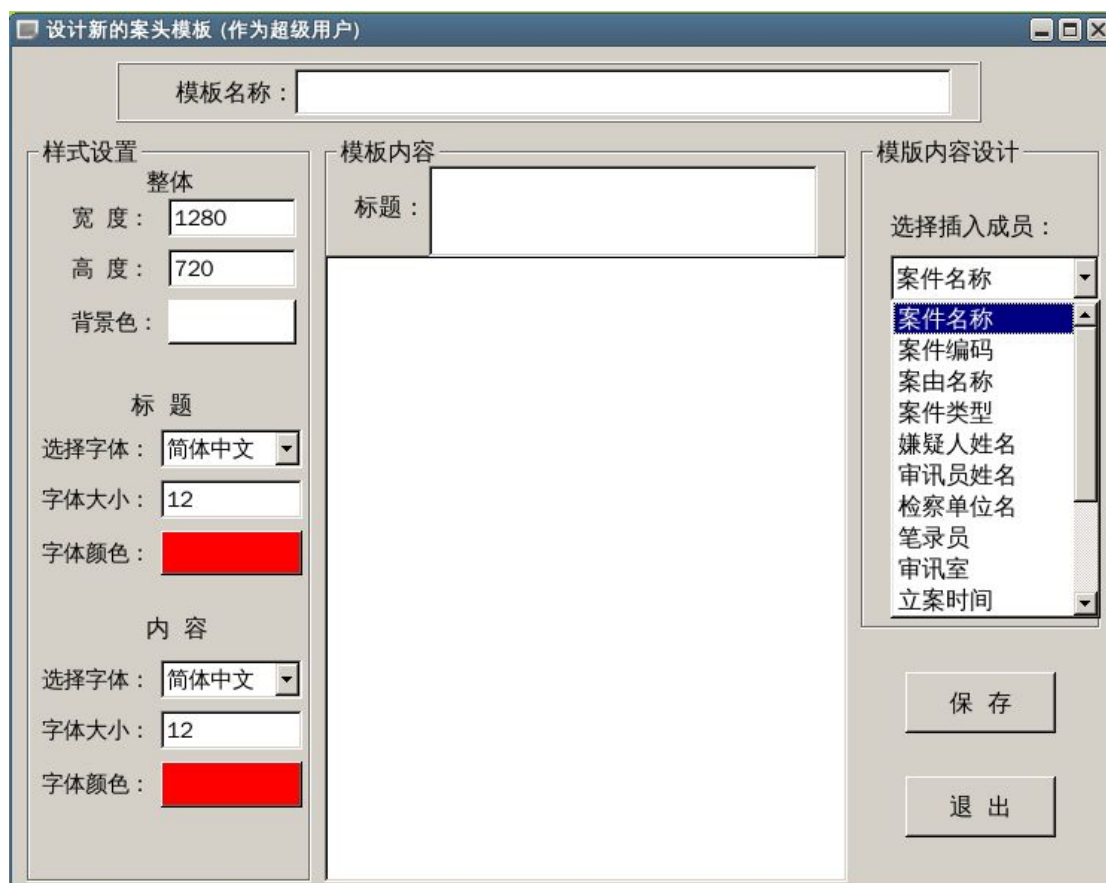 设计新的案头模板 (作为超级用户)
模板名称：
样式设置
整体
宽 度： 1280
高 度： 720
背景色：
标 题
选择字体： 简体中文
字体大小： 12
字体颜色：
内 容
选择字体： 简体中文
字体大小： 12
字体颜色：
模板内容
标题：
模版内容设计
选择插入成员：
案件名称
案件名称
案件编码
案由名称
案件类型
嫌疑人姓名
审讯员姓名
检察单位名
笔录员
审讯室
立案时间
保 存
退 出